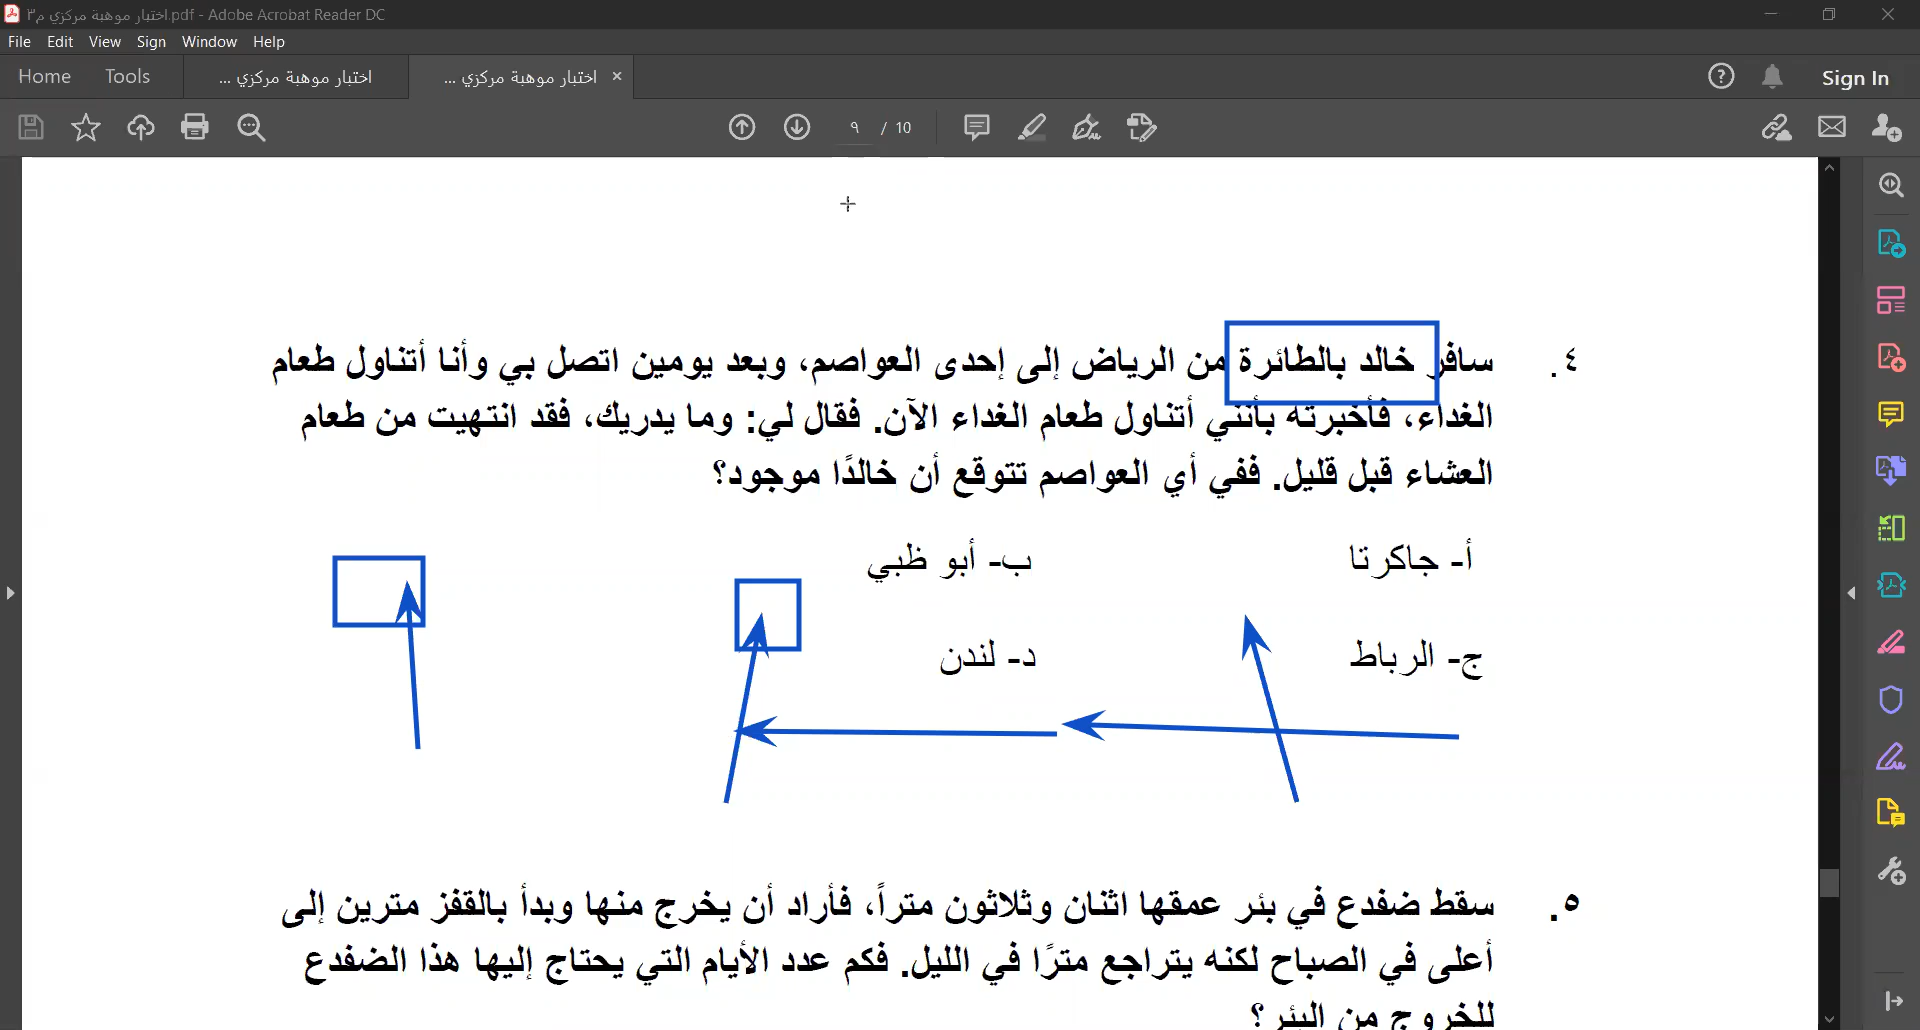 اختبار موهبة مركزي م٣.pdf - Adobe Acrobat Reader DC
File Edit View Sign Window Help
Home Tools اختبار موهبة مركزي ... اختبار موهبة مركزي ... × Sign In
٩ / 10
٤. سافر خالد بالطائرة من الرياض إلى إحدى العواصم، وبعد يومين اتصل بي وأنا أتناول طعام
الغداء، فأخبرته بأنني أتناول طعام الغداء الآن. فقال لي: وما يدريك، فقد انتهيت من طعام
العشاء قبل قليل. ففي أي العواصم تتوقع أن خالدًا موجود؟
أ- جاكرتا ب- أبو ظبي
ج- الرباط د- لندن
٥. سقط ضفدع في بئر عمقها اثنان وثلاثون متراً، فأراد أن يخرج منها وبدأ بالقفز مترين إلى
أعلى في الصباح لكنه يتراجع مترًا في الليل. فكم عدد الأيام التي يحتاج إليها هذا الضفدع
للخروج من البئر؟